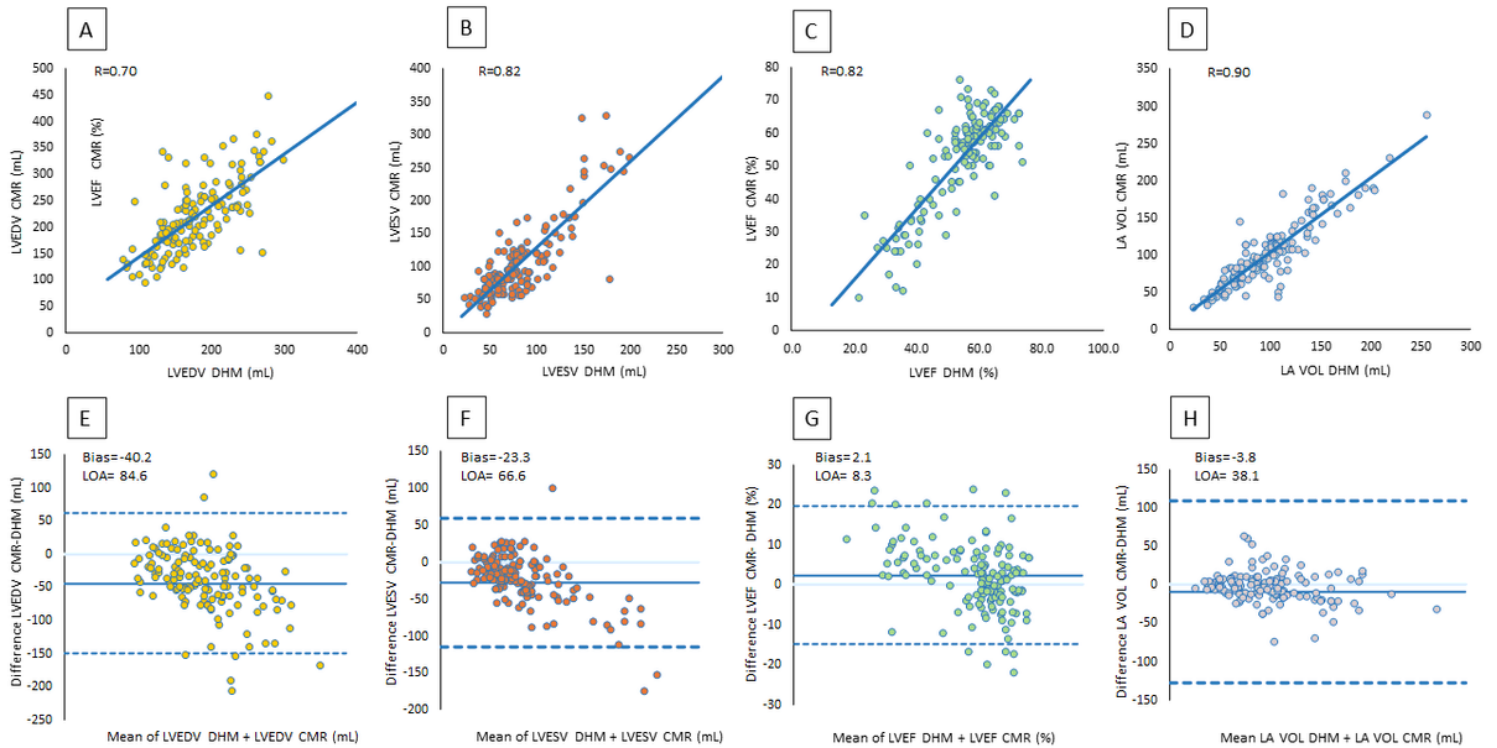 A
R=0.70
LVEDV CMR (mL)
LVEF CMR (%)
500
450
400
350
300
250
200
150
100
50
0
0 100 200 300 400
LVEDV DHM (mL)
B
R=0.82
LVESV CMR (mL)
400
350
300
250
200
150
100
50
0
0 50 100 150 200 250 300
LVESV DHM (mL)
C
R=0.82
LVEF CMR (%)
80
70
60
50
40
30
20
10
0
0.0 20.0 40.0 60.0 80.0 100.0
LVEF DHM (%)
D
R=0.90
LA VOL CMR (mL)
350
300
250
200
150
100
50
0
0 50 100 150 200 250 300
LA VOL DHM (mL)
E
Bias=-40.2
LOA= 84.6
Difference LVEDV CMR-DHM (mL)
150
100
50
0
-50
-100
-150
-200
-250
Mean of LVEDV DHM + LVEDV CMR (mL)
F
Bias=-23.3
LOA= 66.6
Difference LVESV CMR-DHM (mL)
150
100
50
0
-50
-100
-150
-200
Mean of LVESV DHM + LVESV CMR (mL)
G
Bias=2.1
LOA= 8.3
Difference LVEF CMR- DHM (%)
30
20
10
0
-10
-20
-30
Mean of LVEF DHM + LVEF CMR (%)
H
Bias=-3.8
LOA= 38.1
Difference LA VOL CMR-DHM (mL)
150
100
50
0
-50
-100
-150
Mean LA VOL DHM + LA VOL CMR (mL)